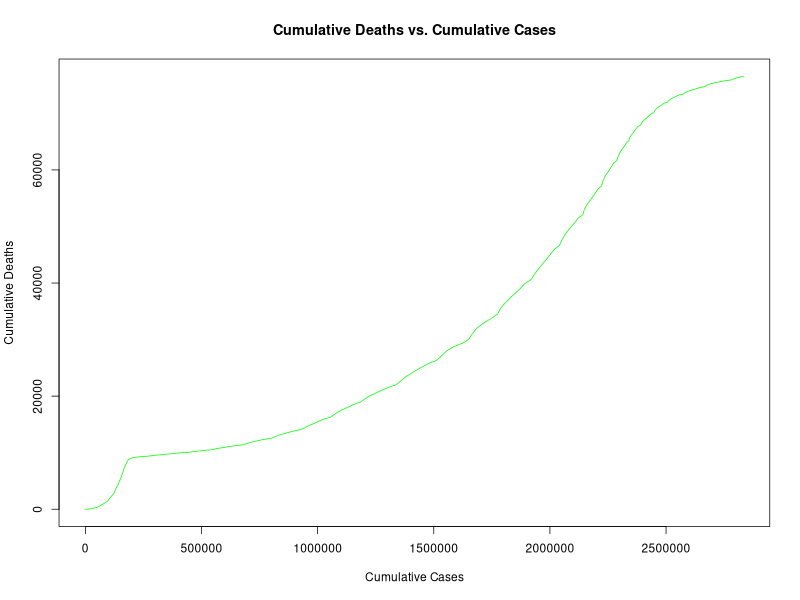 Cumulative Deaths vs. Cumulative Cases
Cumulative Deaths
60000
40000
20000
0
0 500000 1000000 1500000 2000000 2500000
Cumulative Cases